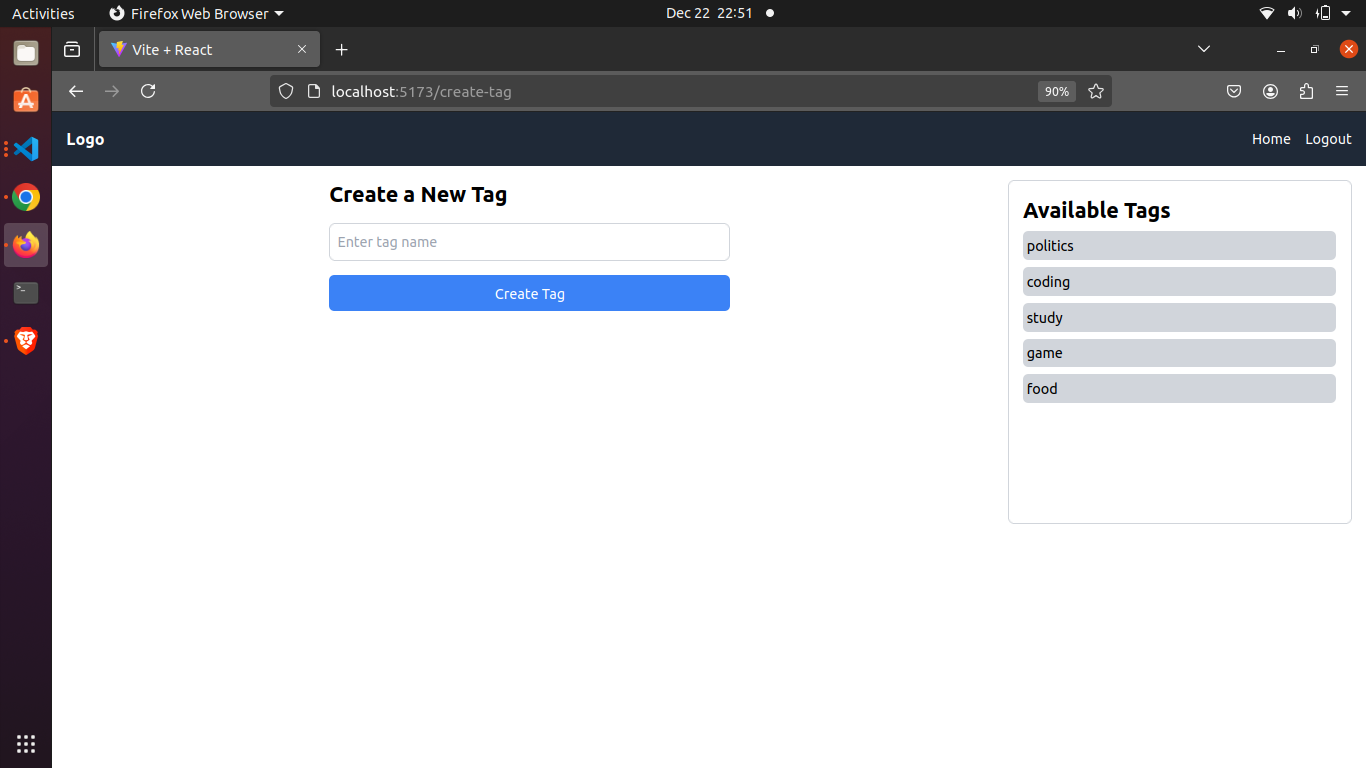 Activities
Firefox Web Browser
Dec 22 22:51
Vite + React
localhost:5173/create-tag
90%
Logo
Home
Logout
Create a New Tag
Enter tag name
Create Tag
Available Tags
politics
coding
study
game
food